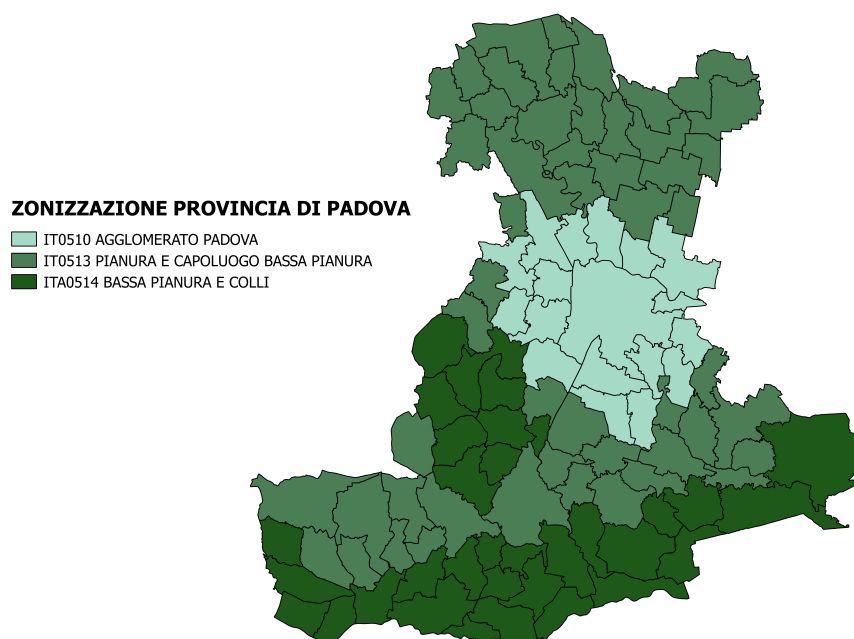 ZONIZZAZIONE PROVINCIA DI PADOVA
IT0510 AGGLOMERATO PADOVA
IT0513 PIANURA E CAPOLUOGO BASSA PIANURA
ITA0514 BASSA PIANURA E COLLI